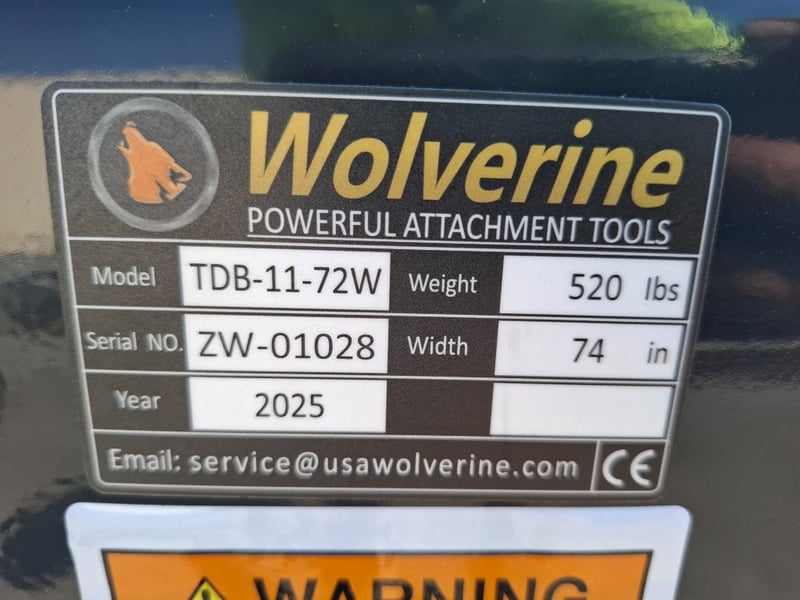 Wolverine
POWERFUL ATTACHMENT TOOLS
Model TDB-11-72W Weight 520 lbs
Serial NO. ZW-01028 Width 74 in
Year 2025
Email: service@usawolverine.com CE
WARNING